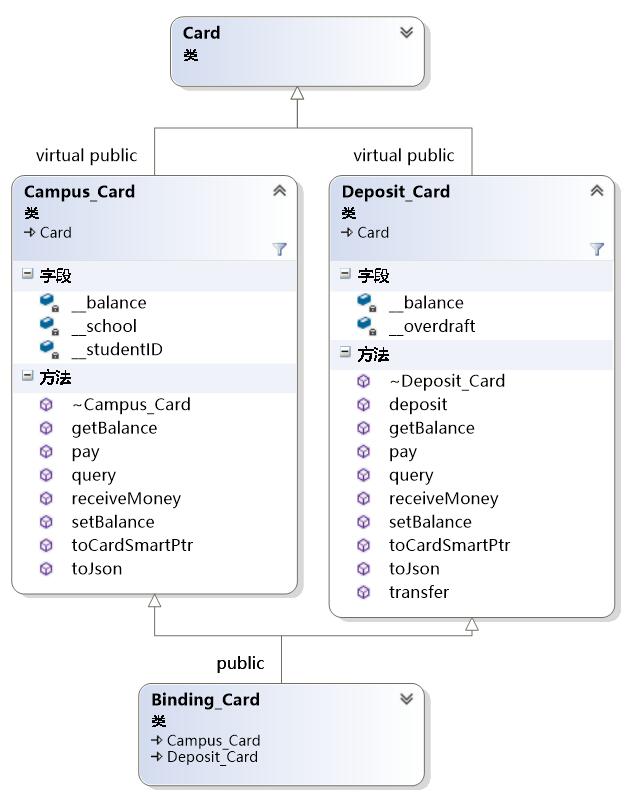 Card
类
virtual public
virtual public
Campus_Card
类
Card
字段
__balance
__school
__studentID
方法
~Campus_Card
getBalance
pay
query
receiveMoney
setBalance
toCardSmartPtr
toJson
Deposit_Card
类
Card
字段
__balance
__overdraft
方法
~Deposit_Card
deposit
getBalance
pay
query
receiveMoney
setBalance
toCardSmartPtr
toJson
transfer
public
Binding_Card
类
Campus_Card
Deposit_Card